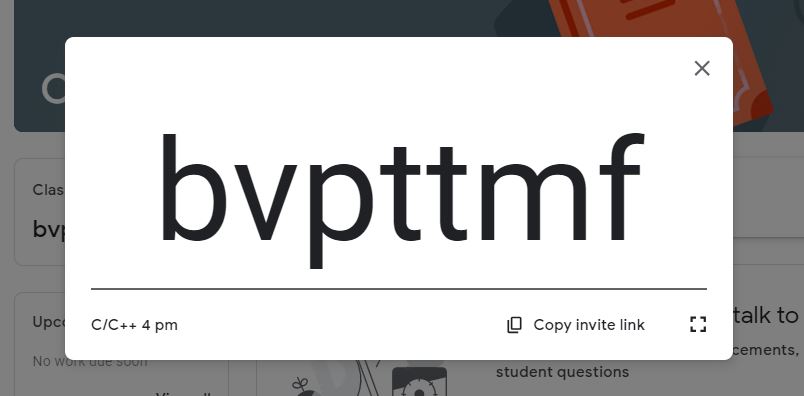 bvpttmf
C/C++ 4 pm
Copy invite link
Clas
bvp
Upco
No work due soon
talk to
cements,
student questions